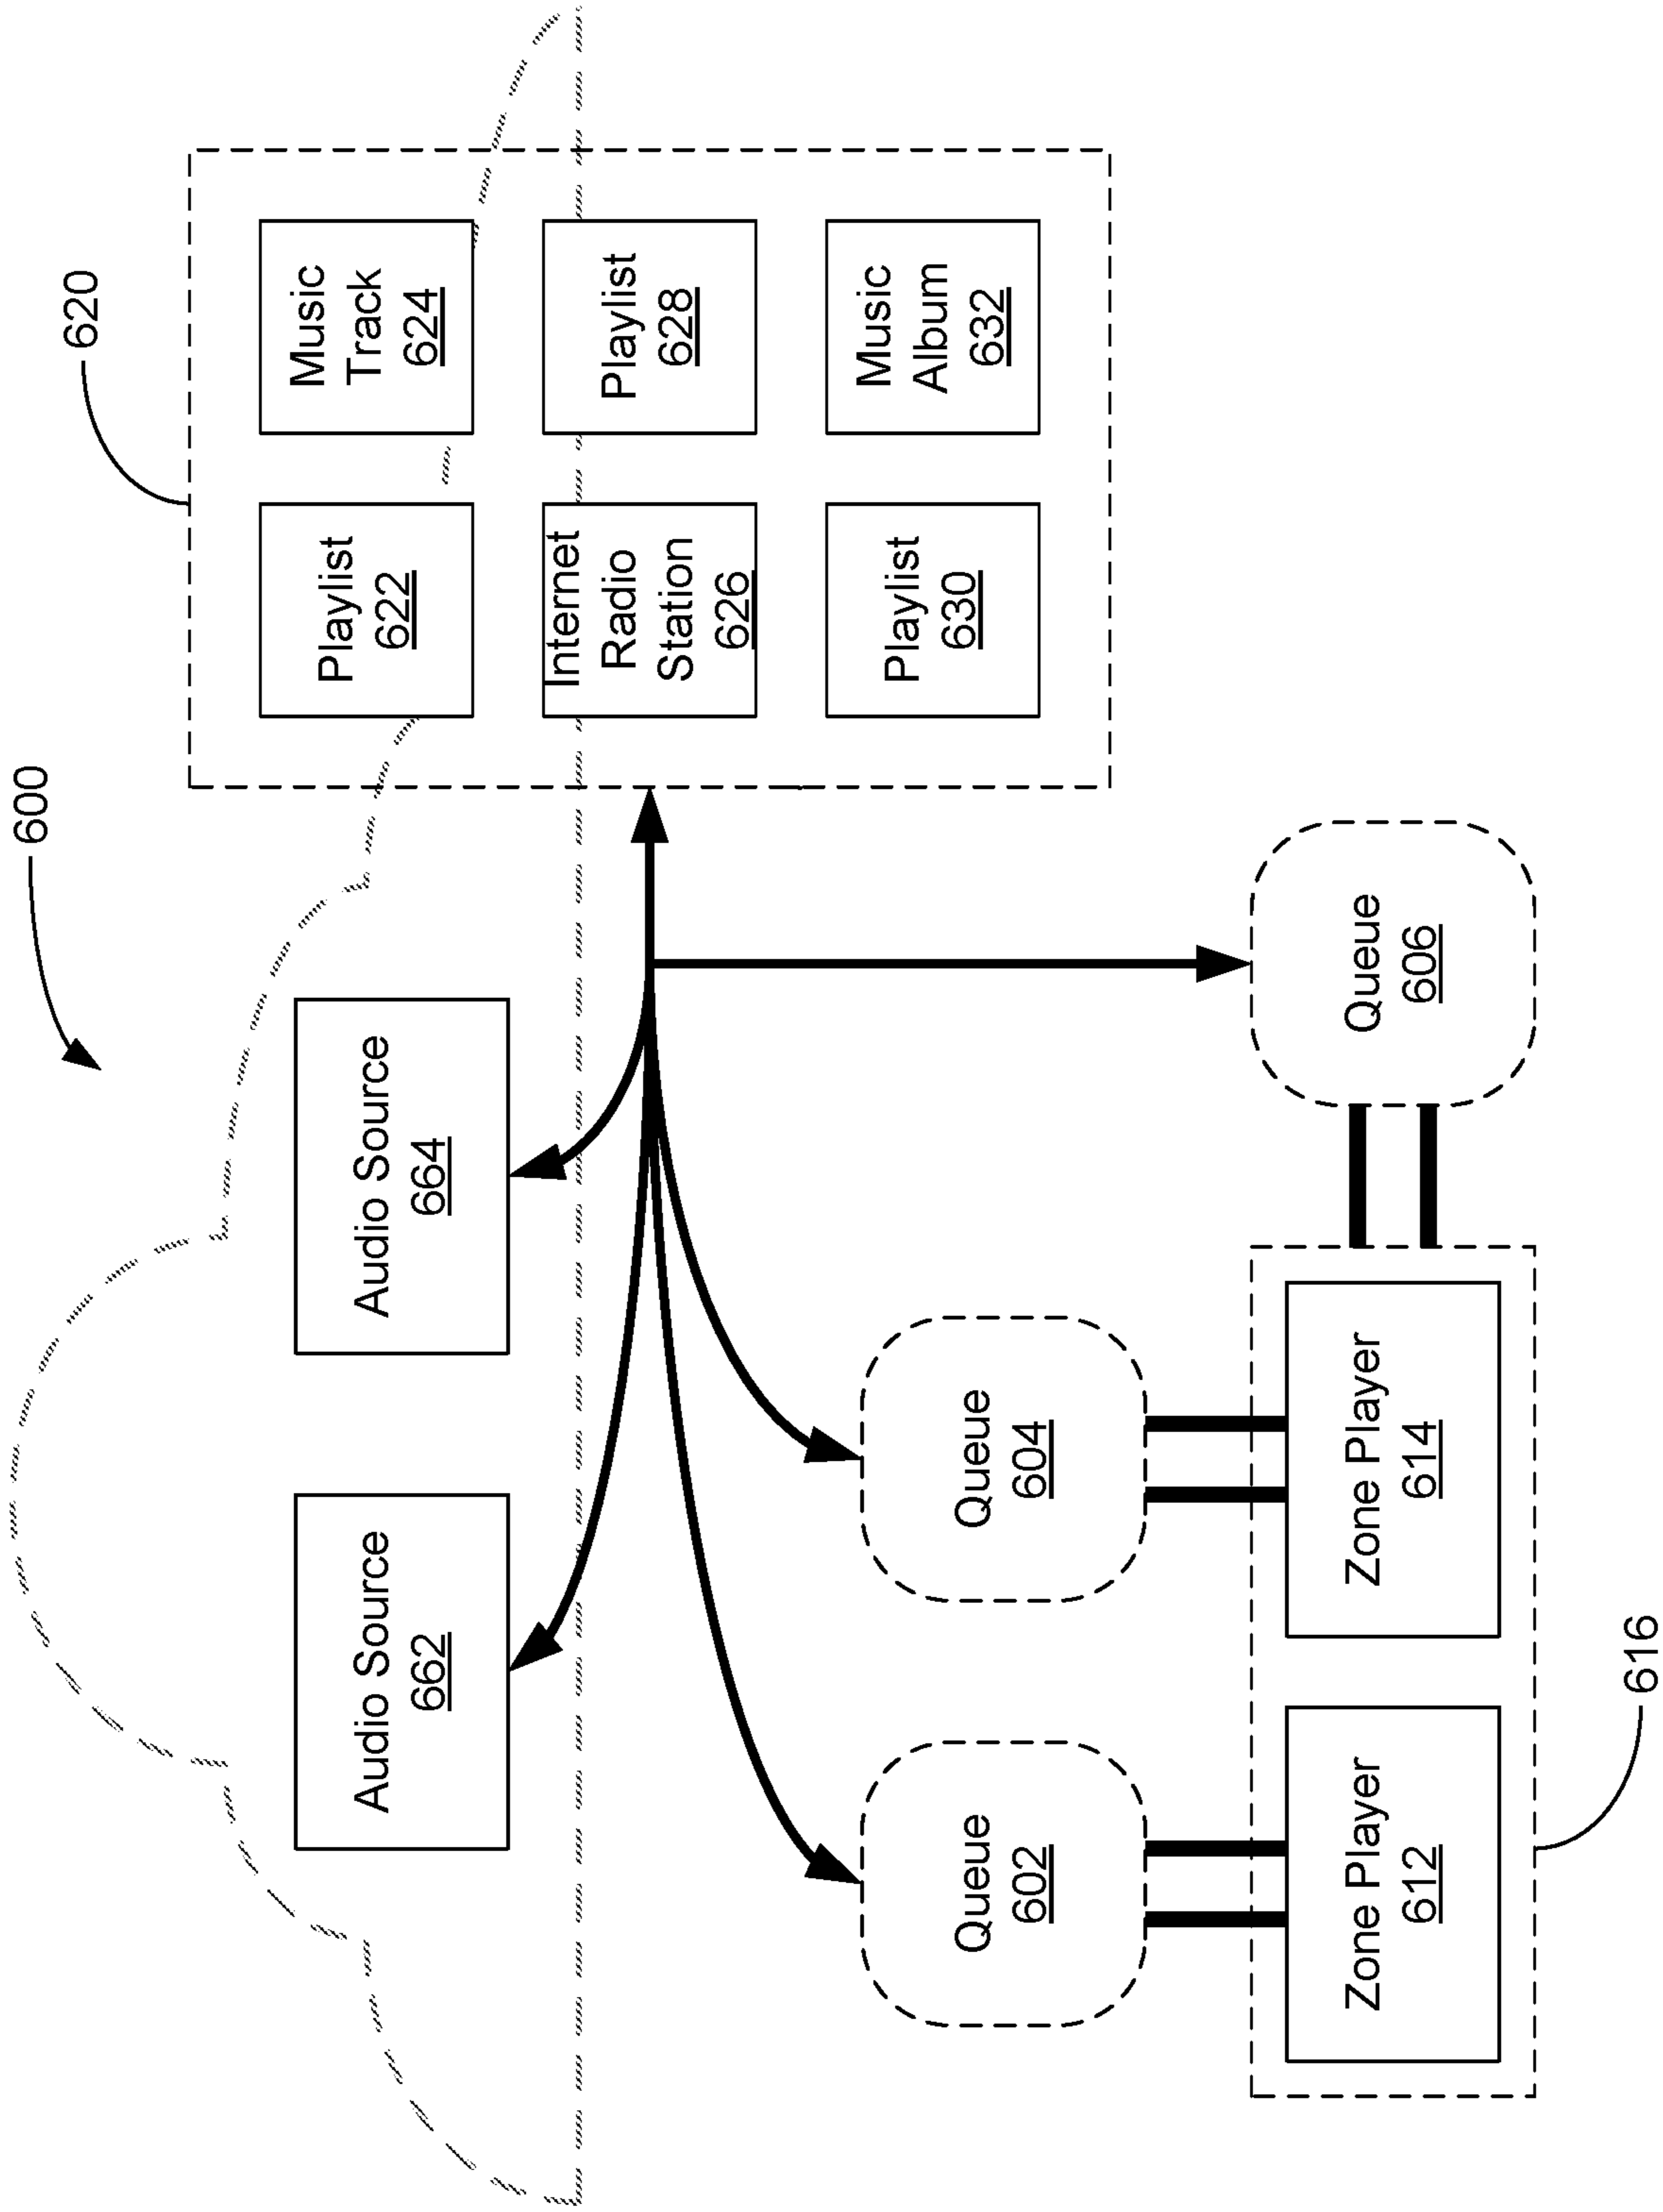 600
620
Audio Source
662
Audio Source
664
Playlist
622
Music
Track
624
Internet
Radio
Station
626
Playlist
628
Playlist
630
Music
Album
632
Queue
602
Queue
604
Queue
606
Zone Player
612
Zone Player
614
616